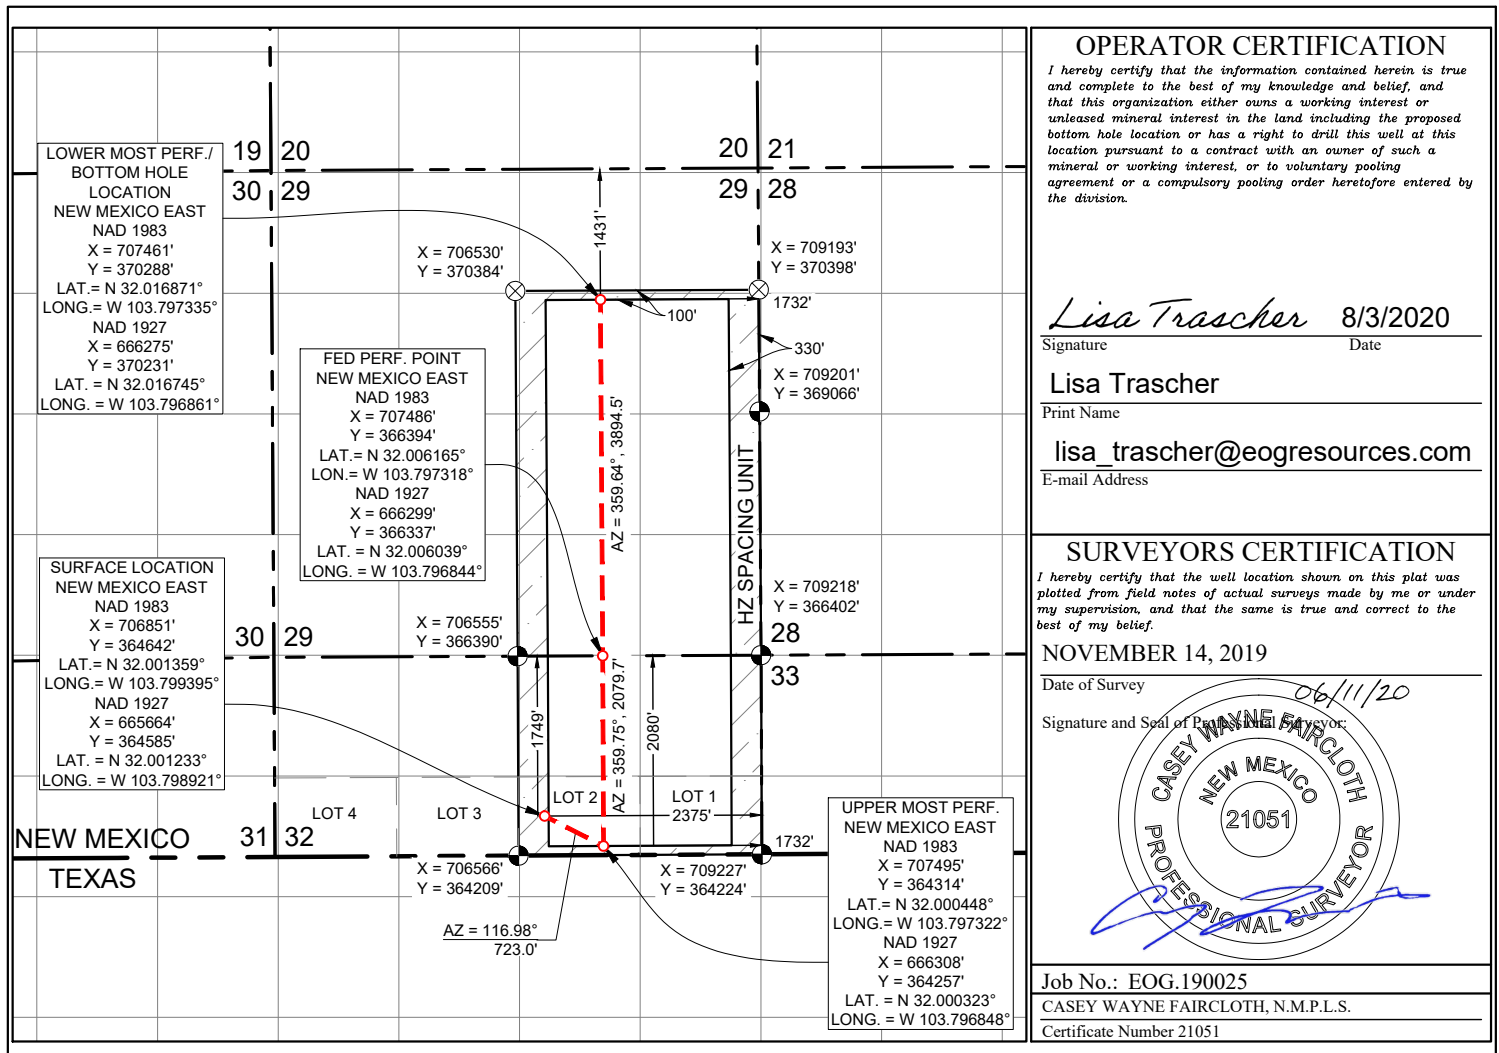 19 20
30 29
20 21
29 28
LOWER MOST PERF./
BOTTOM HOLE
LOCATION
NEW MEXICO EAST
NAD 1983
X = 707461'
Y = 370288'
LAT.= N 32.016871°
LONG.= W 103.797335°
NAD 1927
X = 666275'
Y = 370231'
LAT. = N 32.016745°
LONG. = W 103.796861°
1431'
X = 706530'
Y = 370384'
X = 709193'
Y = 370398'
1732'
100'
330'
X = 709201'
Y = 369066'
FED PERF. POINT
NEW MEXICO EAST
NAD 1983
X = 707486'
Y = 366394'
LAT.= N 32.006165°
LON.= W 103.797318°
NAD 1927
X = 666299'
Y = 366337'
LAT. = N 32.006039°
LONG. = W 103.796844°
AZ = 359.64°, 3894.5'
HZ SPACING UNIT
SURFACE LOCATION
NEW MEXICO EAST
NAD 1983
X = 706851'
Y = 364642'
LAT.= N 32.001359°
LONG.= W 103.799395°
NAD 1927
X = 665664'
Y = 364585'
LAT. = N 32.001233°
LONG. = W 103.798921°
30 29
X = 706555'
Y = 366390'
X = 709218'
Y = 366402'
28
33
1749'
AZ = 359.75°, 2079.7'
2080'
LOT 4
LOT 3
LOT 2
LOT 1
2375'
1732'
NEW MEXICO
31 32
TEXAS
X = 706566'
Y = 364209'
X = 709227'
Y = 364224'
AZ = 116.98°
723.0'
UPPER MOST PERF.
NEW MEXICO EAST
NAD 1983
X = 707495'
Y = 364314'
LAT.= N 32.000448°
LONG.= W 103.797322°
NAD 1927
X = 666308'
Y = 364257'
LAT. = N 32.000323°
LONG. = W 103.796848°
OPERATOR CERTIFICATION
I hereby certify that the information contained herein is true
and complete to the best of my knowledge and belief, and
that this organization either owns a working interest or
unleased mineral interest in the land including the proposed
bottom hole location or has a right to drill this well at this
location pursuant to a contract with an owner of such a
mineral or working interest, or to voluntary pooling
agreement or a compulsory pooling order heretofore entered by
the division.
Lisa Trascher 8/3/2020
Signature Date
Lisa Trascher
Print Name
lisa_trascher@eogresources.com
E-mail Address
SURVEYORS CERTIFICATION
I hereby certify that the well location shown on this plat was
plotted from field notes of actual surveys made by me or under
my supervision, and that the same is true and correct to the
best of my belief.
NOVEMBER 14, 2019
Date of Survey
06/11/20
Signature and Seal of Professional Surveyor:
CASEY WAYNE FAIRCLOTH
NEW MEXICO
21051
PROFESSIONAL SURVEYOR
Job No.: EOG.190025
CASEY WAYNE FAIRCLOTH, N.M.P.L.S.
Certificate Number 21051